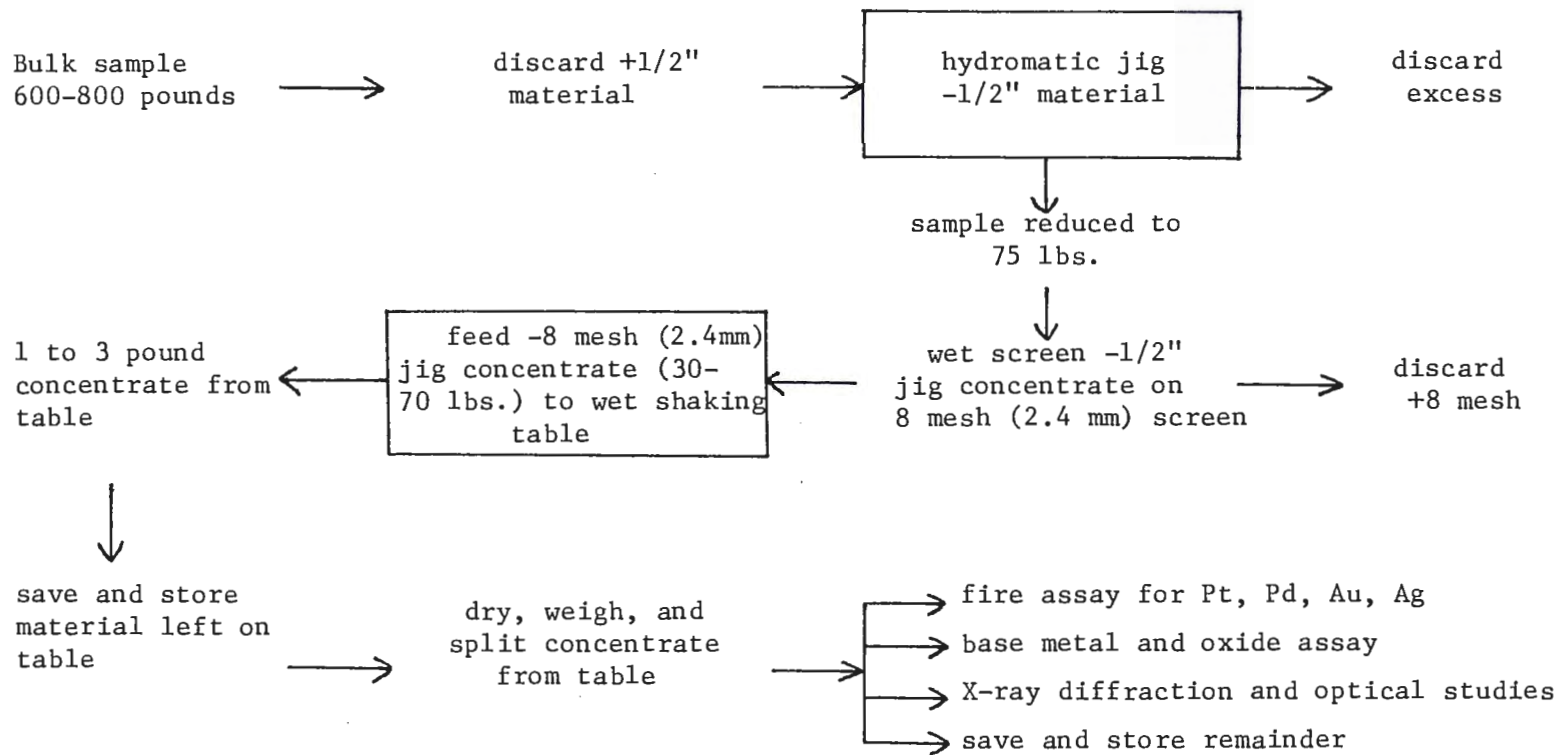 Bulk sample
600-800 pounds
discard +1/2"
material
hydromatic jig
-1/2" material
discard
excess
sample reduced to
75 lbs.
wet screen -1/2"
jig concentrate on
8 mesh (2.4 mm) screen
discard
+8 mesh
feed -8 mesh (2.4mm)
jig concentrate (30-
70 lbs.) to wet shaking
table
1 to 3 pound
concentrate from
table
save and store
material left on
table
dry, weigh, and
split concentrate
from table
fire assay for Pt, Pd, Au, Ag
base metal and oxide assay
X-ray diffraction and optical studies
save and store remainder